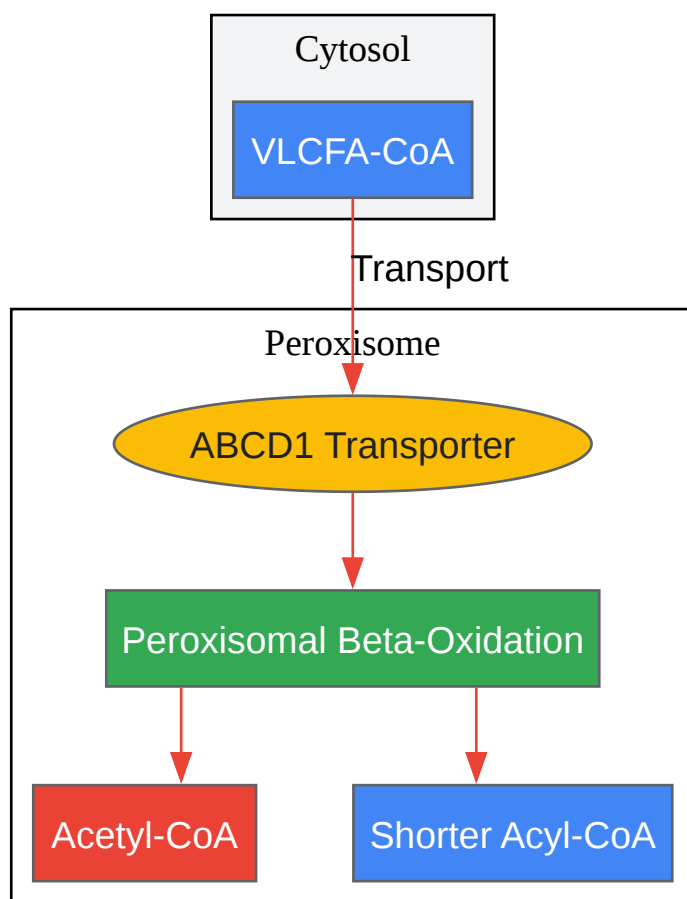 Cytosol
VLCFA-CoA
Transport
Peroxisome
ABCD1 Transporter
Peroxisomal Beta-Oxidation
Acetyl-CoA
Shorter Acyl-CoA